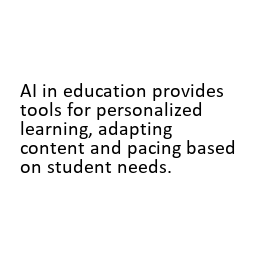 AI in education provides
tools for personalized
learning, adapting
content and pacing based
on student needs.